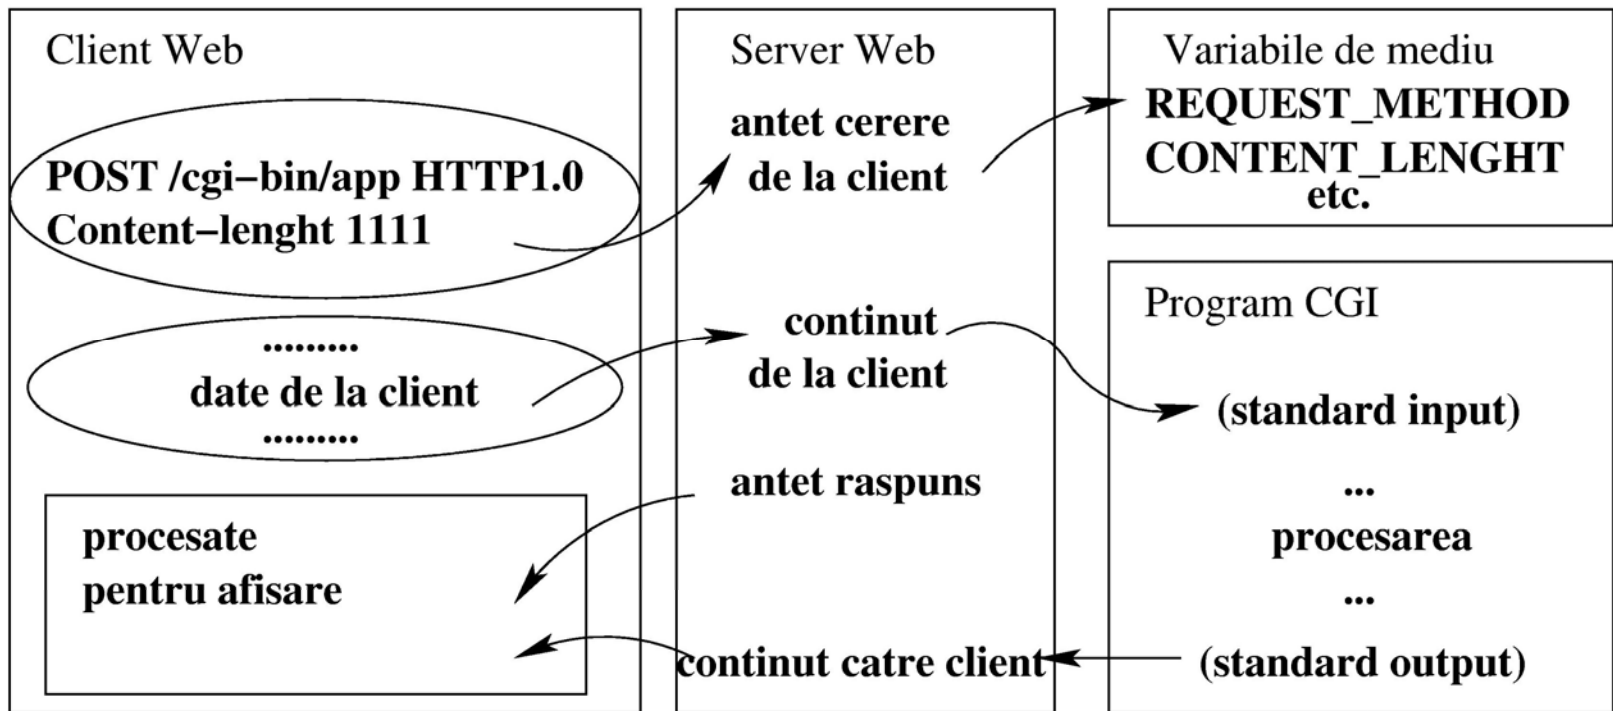 Client Web
POST /cgi–bin/app HTTP1.0
Content–lenght 1111
.........
date de la client
.........
procesate
pentru afisare
Server Web
antet cerere
de la client
continut
de la client
antet raspuns
continut catre client
Variabile de mediu
REQUEST_METHOD
CONTENT_LENGHT
etc.
Program CGI
(standard input)
...
procesarea
...
(standard output)